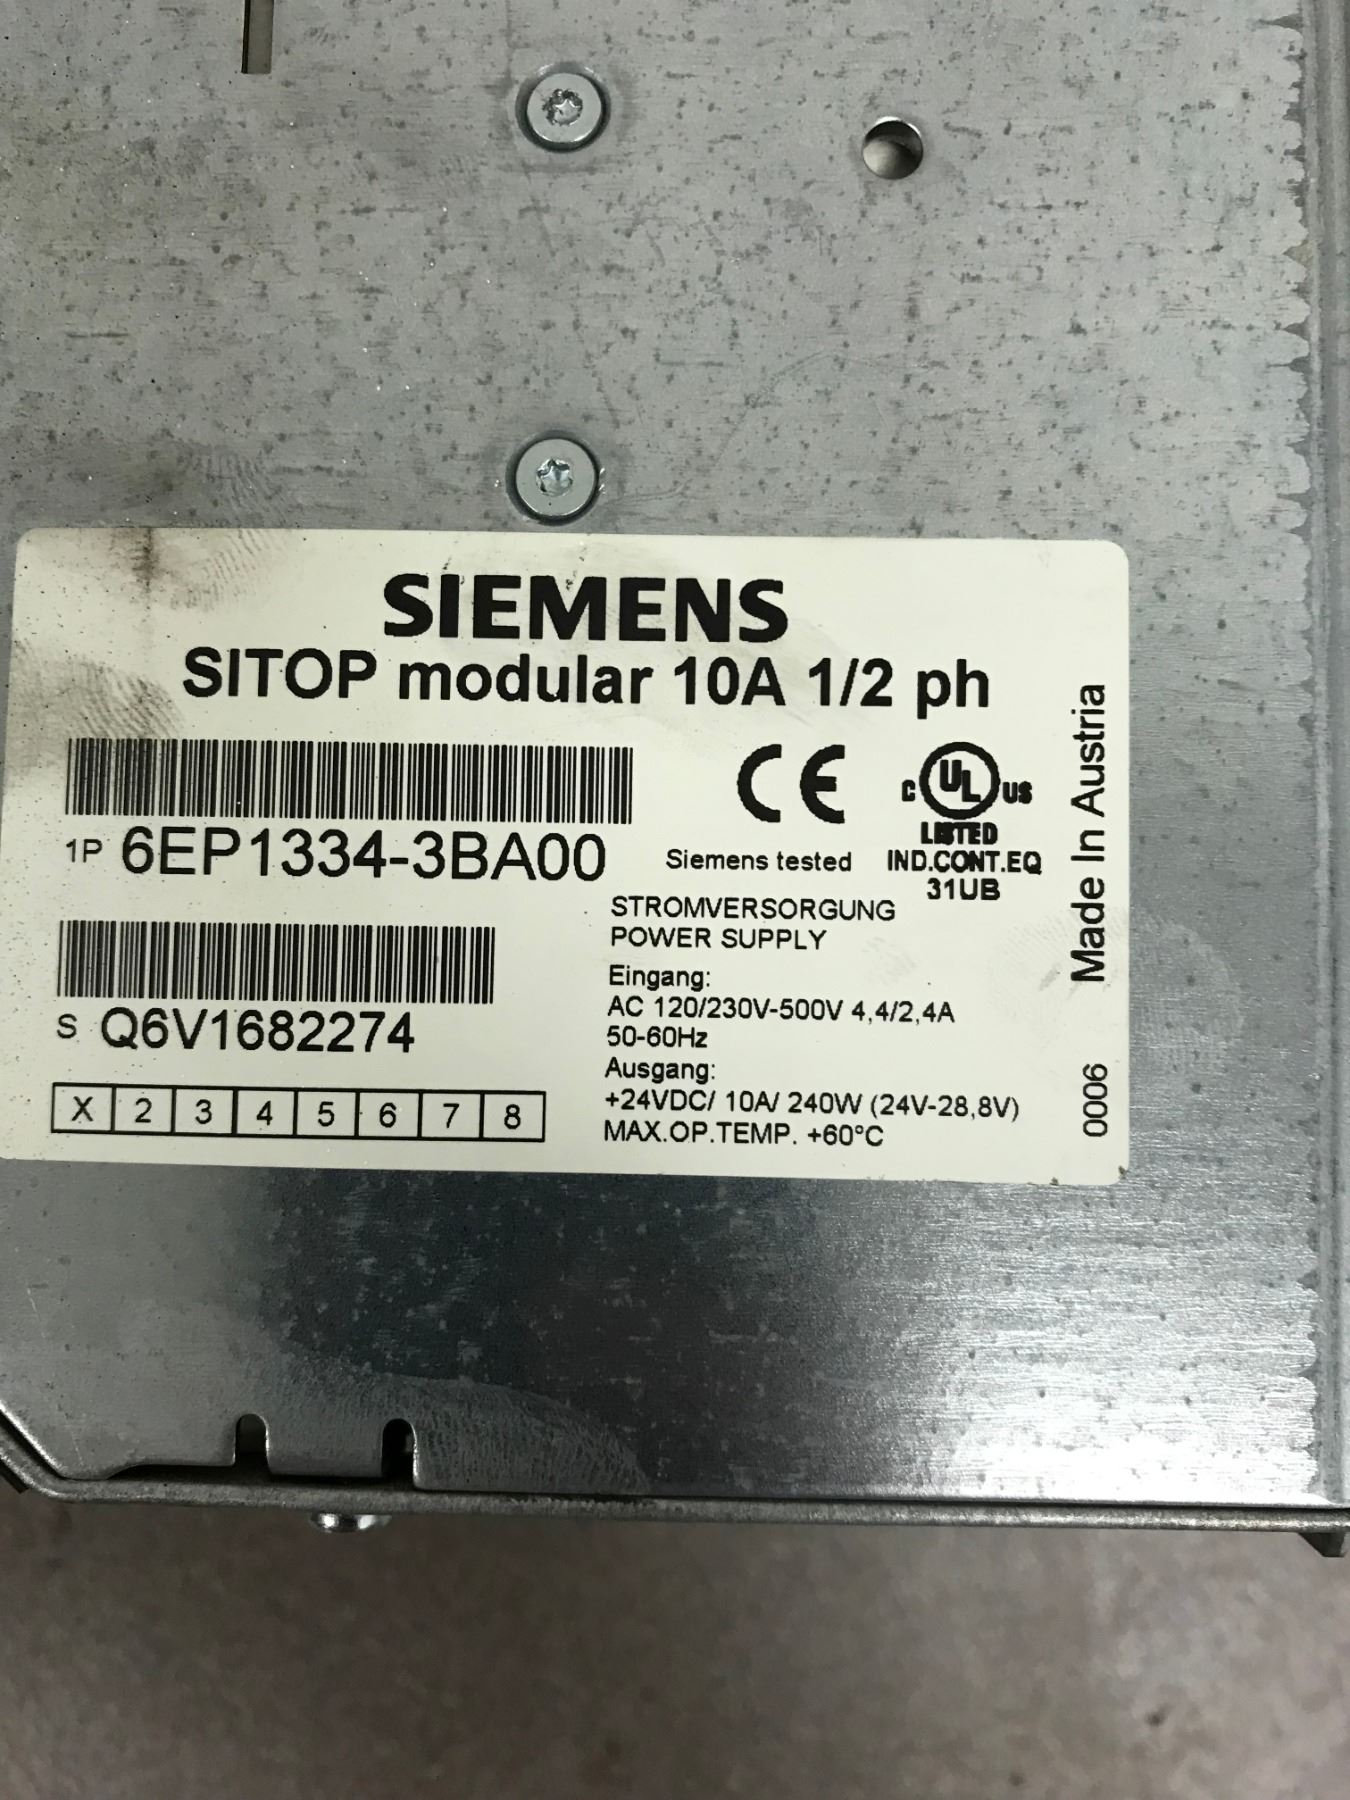 SIEMENS
SITOP modular 10A 1/2 ph
1P 6EP1334-3BA00
S Q6V1682274
X 2 3 4 5 6 7 8
CE
Siemens tested
C UL US
LISTED
IND.CONT.EQ
31UB
STROMVERSORGUNG
POWER SUPPLY
Eingang:
AC 120/230V-500V 4,4/2,4A
50-60Hz
Ausgang:
+24VDC/ 10A/ 240W (24V-28,8V)
MAX.OP.TEMP. +60°C
Made In Austria
0006